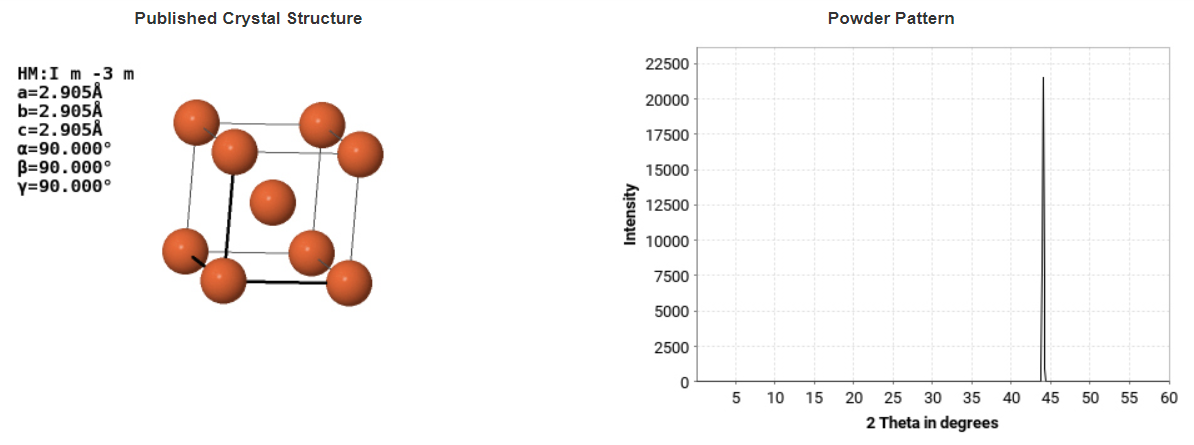 Published Crystal Structure
HM:I m -3 m
a=2.905Å
b=2.905Å
c=2.905Å
α=90.000°
β=90.000°
γ=90.000°
Powder Pattern
Intensity
22500
20000
17500
15000
12500
10000
7500
5000
2500
0
5 10 15 20 25 30 35 40 45 50 55 60
2 Theta in degrees